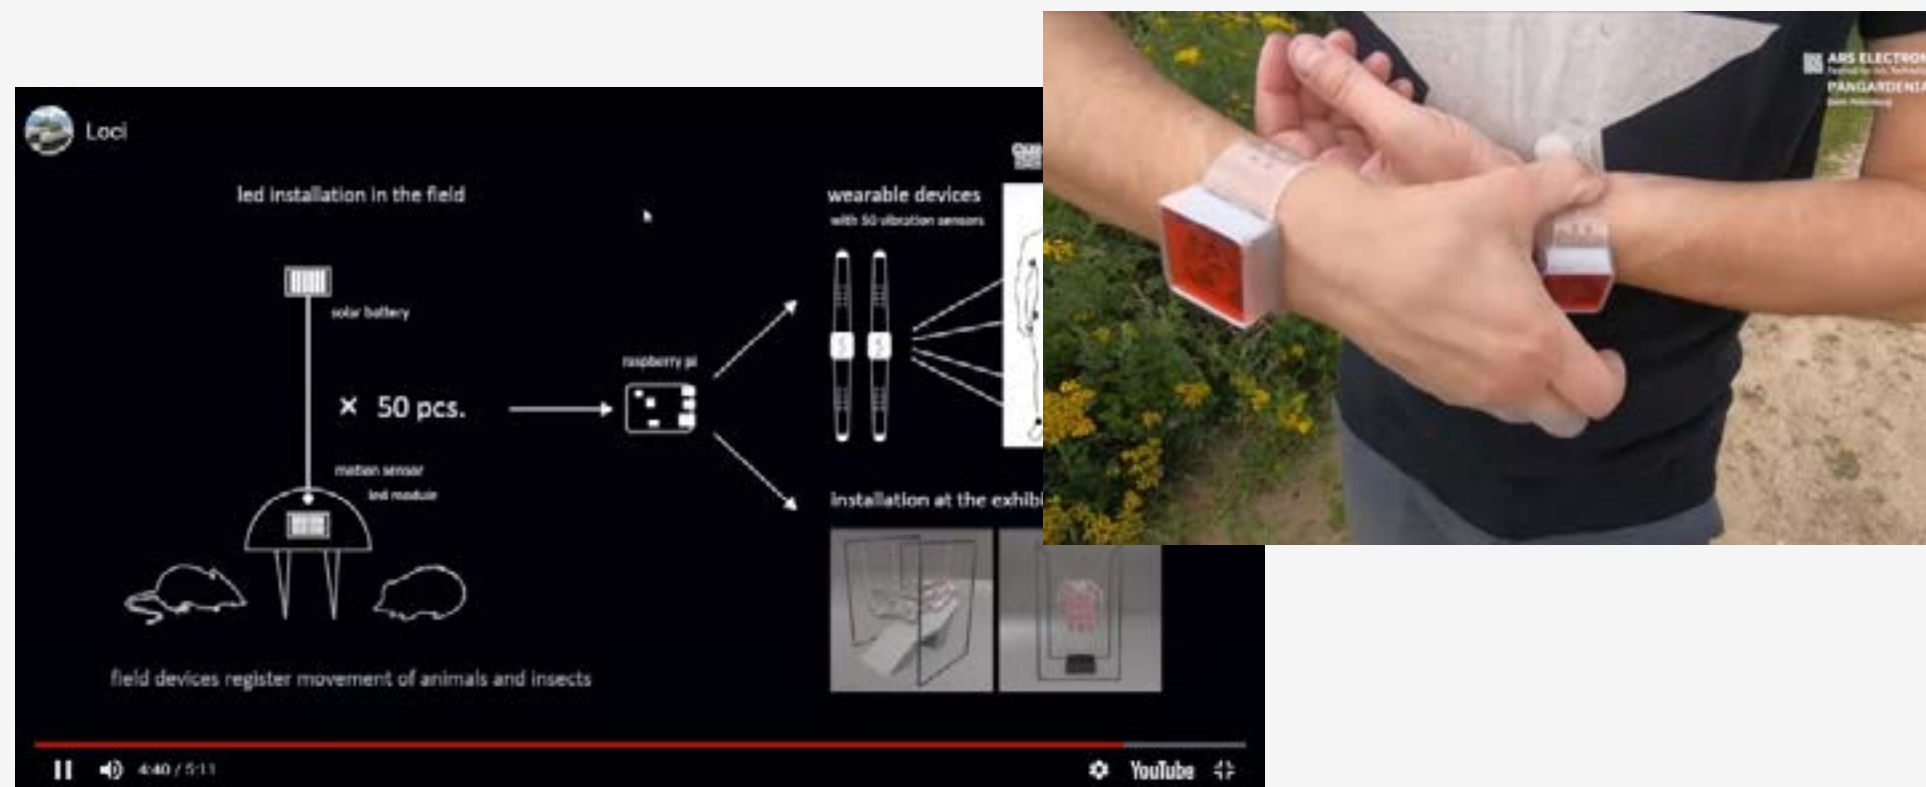 Loci
led installation in the field
solar battery
× 50 pcs.
motion sensor
led module
field devices register movement of animals and insects
raspberry pi
wearable devices
with 50 vibration sensors
installation at the exhibi
4:40 / 5:11
YouTube
ARS ELECTRON
PANGARDENIA